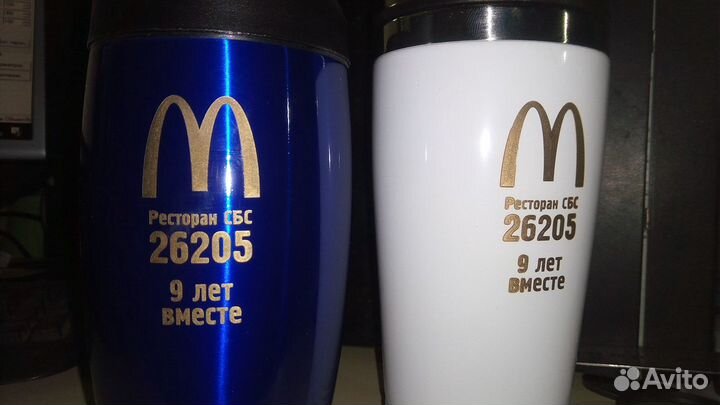 Ресторан СБС
26205
9 лет
вместе
Ресторан СБС
26205
9 лет
вместе
Avito